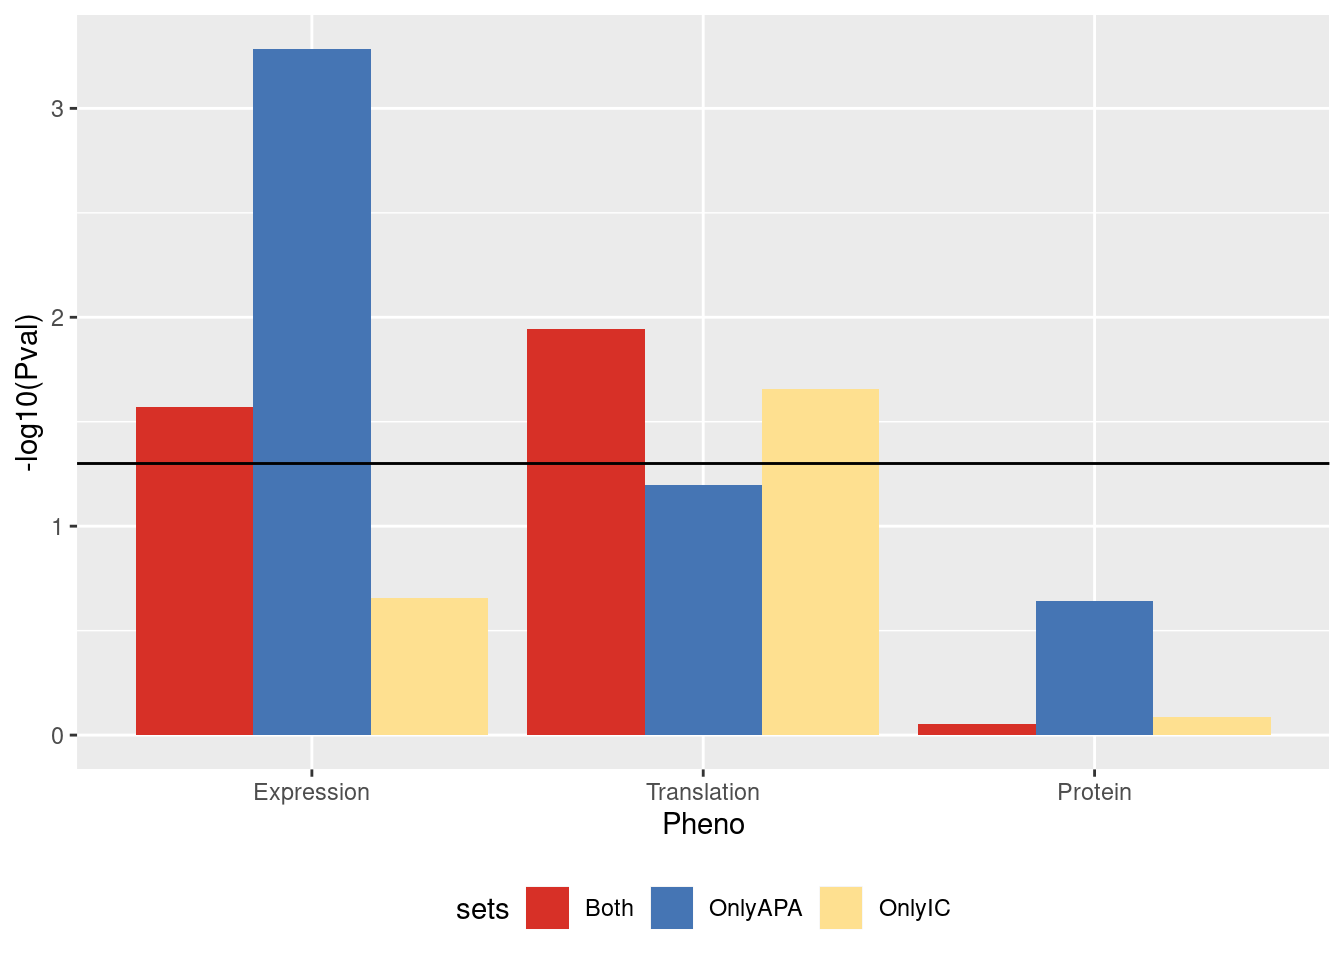 -log10(Pval)
3
2
1
0
Expression Translation Protein
Pheno
sets Both OnlyAPA OnlyIC